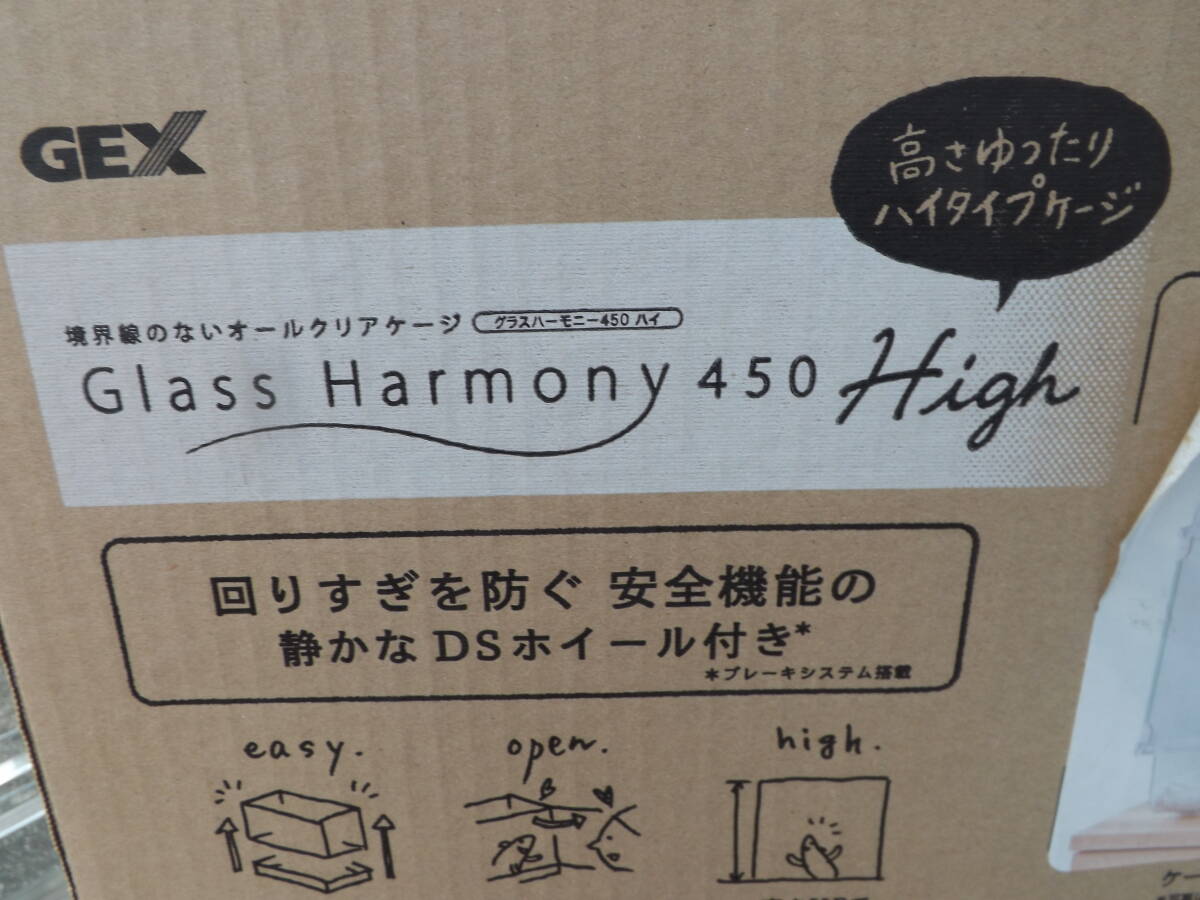 GEX
高さゆったり
ハイタイプケージ
境界線のないオールクリアケージ グラスハーモニー450 ハイ
Glass Harmony 450 High
回りすぎを防ぐ 安全機能の
静かなDSホイール付き*
*ブレーキシステム搭載
easy. open. high.
ケー